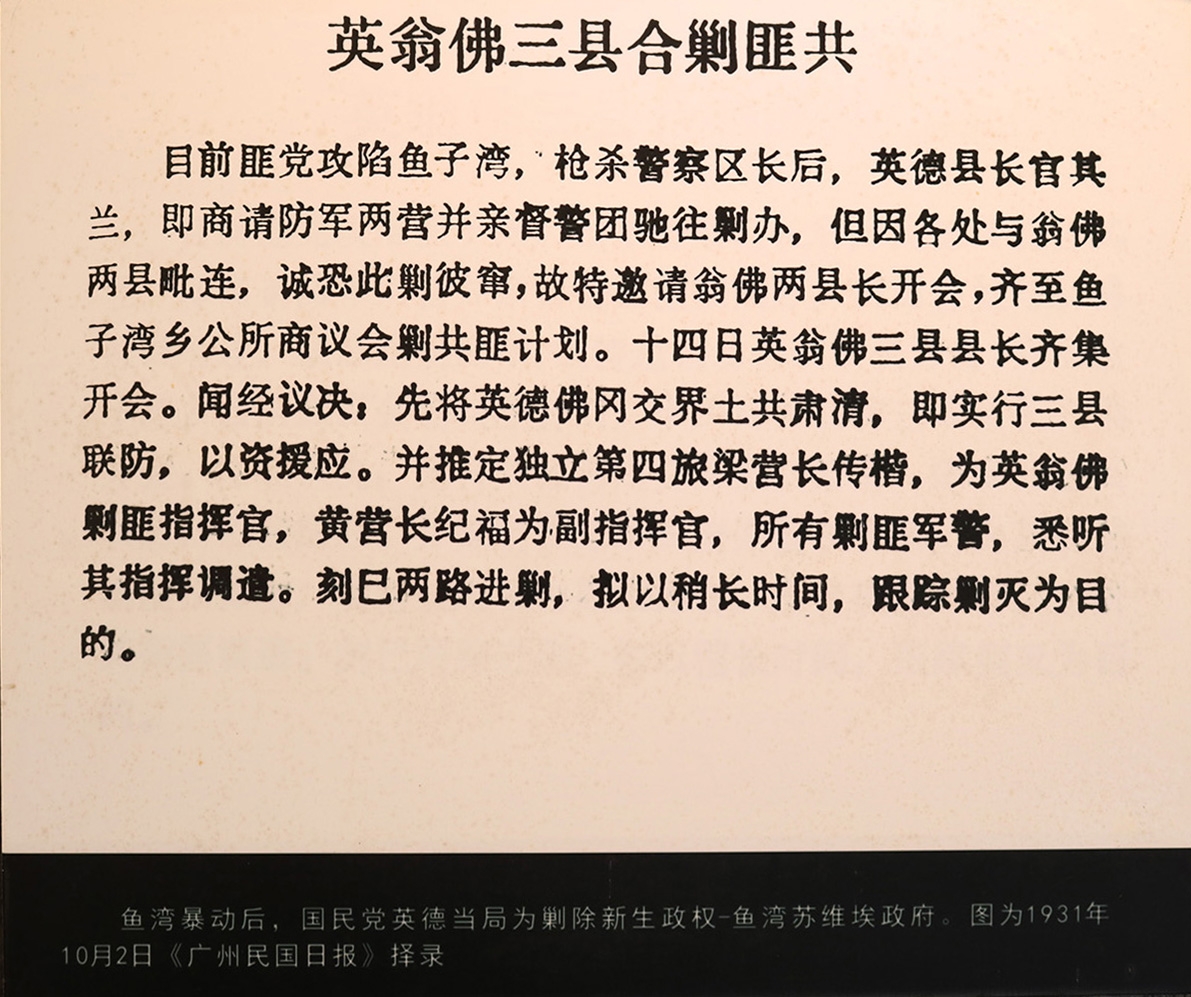 英翁佛三县合剿匪共
目前匪党攻陷鱼子湾，枪杀警察区长后，英德县长官其
兰，即商请防军两营并亲督警团驰往剿办，但因各处与翁佛
两县毗连，诚恐此剿彼窜，故特邀请翁佛两县长开会，齐至鱼
子湾乡公所商议会剿共匪计划。十四日英翁佛三县县长齐集
开会。闻经议决：先将英德佛冈交界土共肃清，即实行三县
联防，以资援应。并推定独立第四旅梁营长传楷，为英翁佛
剿匪指挥官，黄营长纪福为副指挥官，所有剿匪军警，悉听
其指挥调遣。刻已两路进剿，拟以稍长时间，跟踪剿灭为目
的。
鱼湾暴动后，国民党英德当局为剿除新生政权-鱼湾苏维埃政府。图为1931年
10月2日《广州民国日报》择录